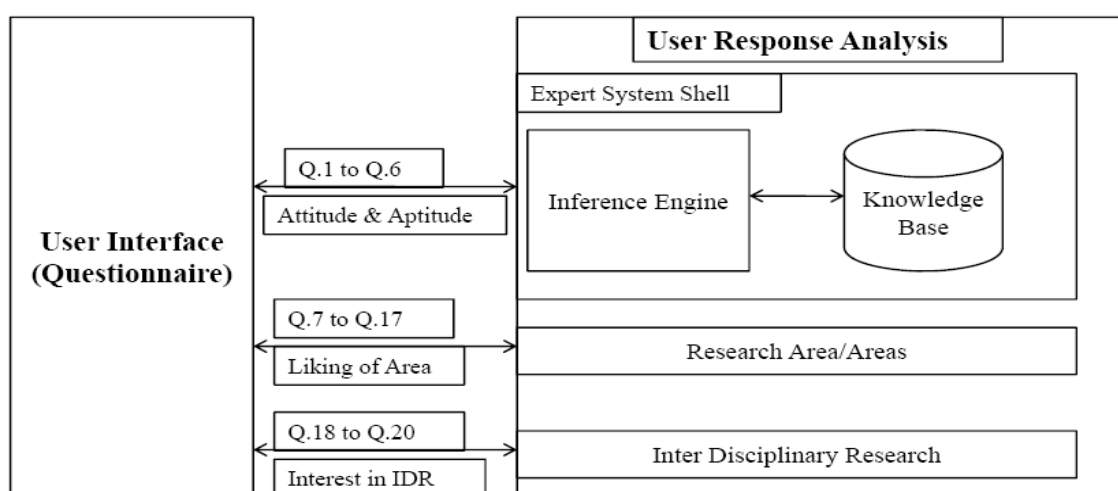 User Interface
(Questionnaire)
Q.1 to Q.6
Attitude & Aptitude
Q.7 to Q.17
Liking of Area
Q.18 to Q.20
Interest in IDR
User Response Analysis
Expert System Shell
Inference Engine
Knowledge
Base
Research Area/Areas
Inter Disciplinary Research